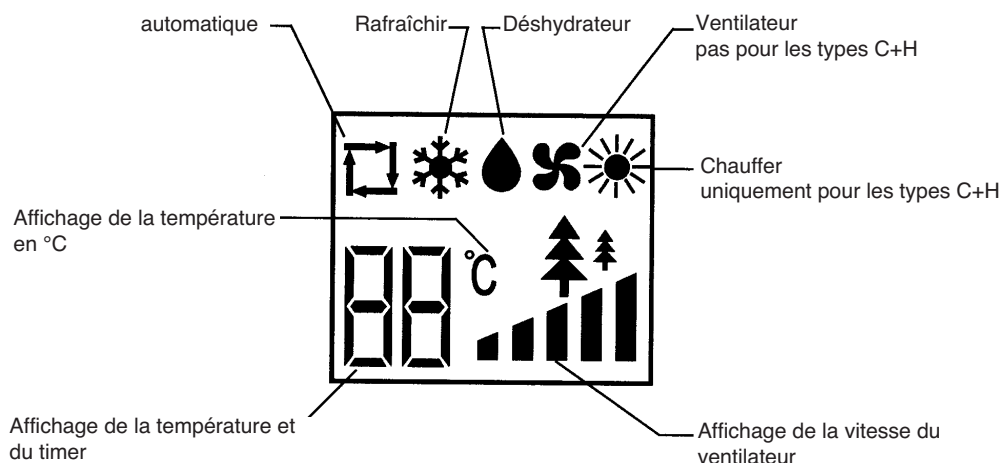 automatique
Rafraîchir
Déshydrateur
Ventilateur
pas pour les types C+H
Chauffer
uniquement pour les types C+H
Affichage de la température
en °C
88 °C
Affichage de la température et
du timer
Affichage de la vitesse du
ventilateur